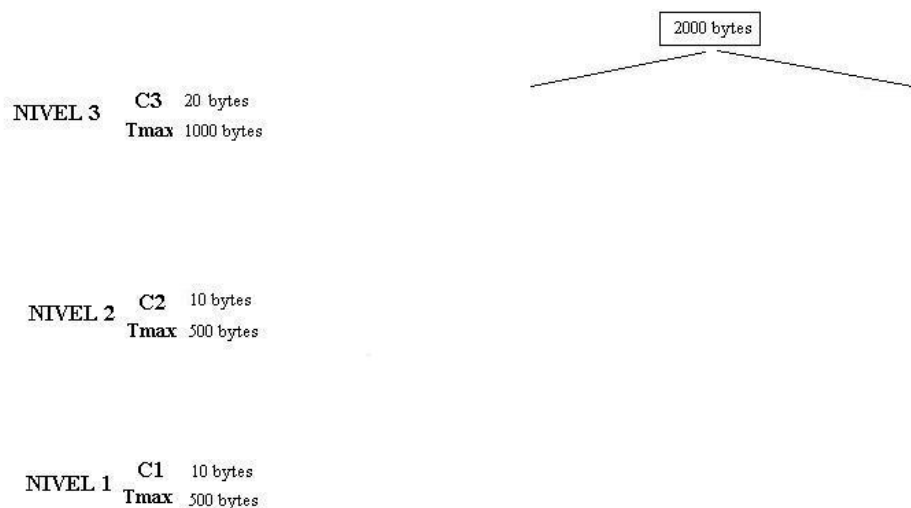 2000 bytes
NIVEL 3 C3 20 bytes
Tmax 1000 bytes
NIVEL 2 C2 10 bytes
Tmax 500 bytes
NIVEL 1 C1 10 bytes
Tmax 500 bytes